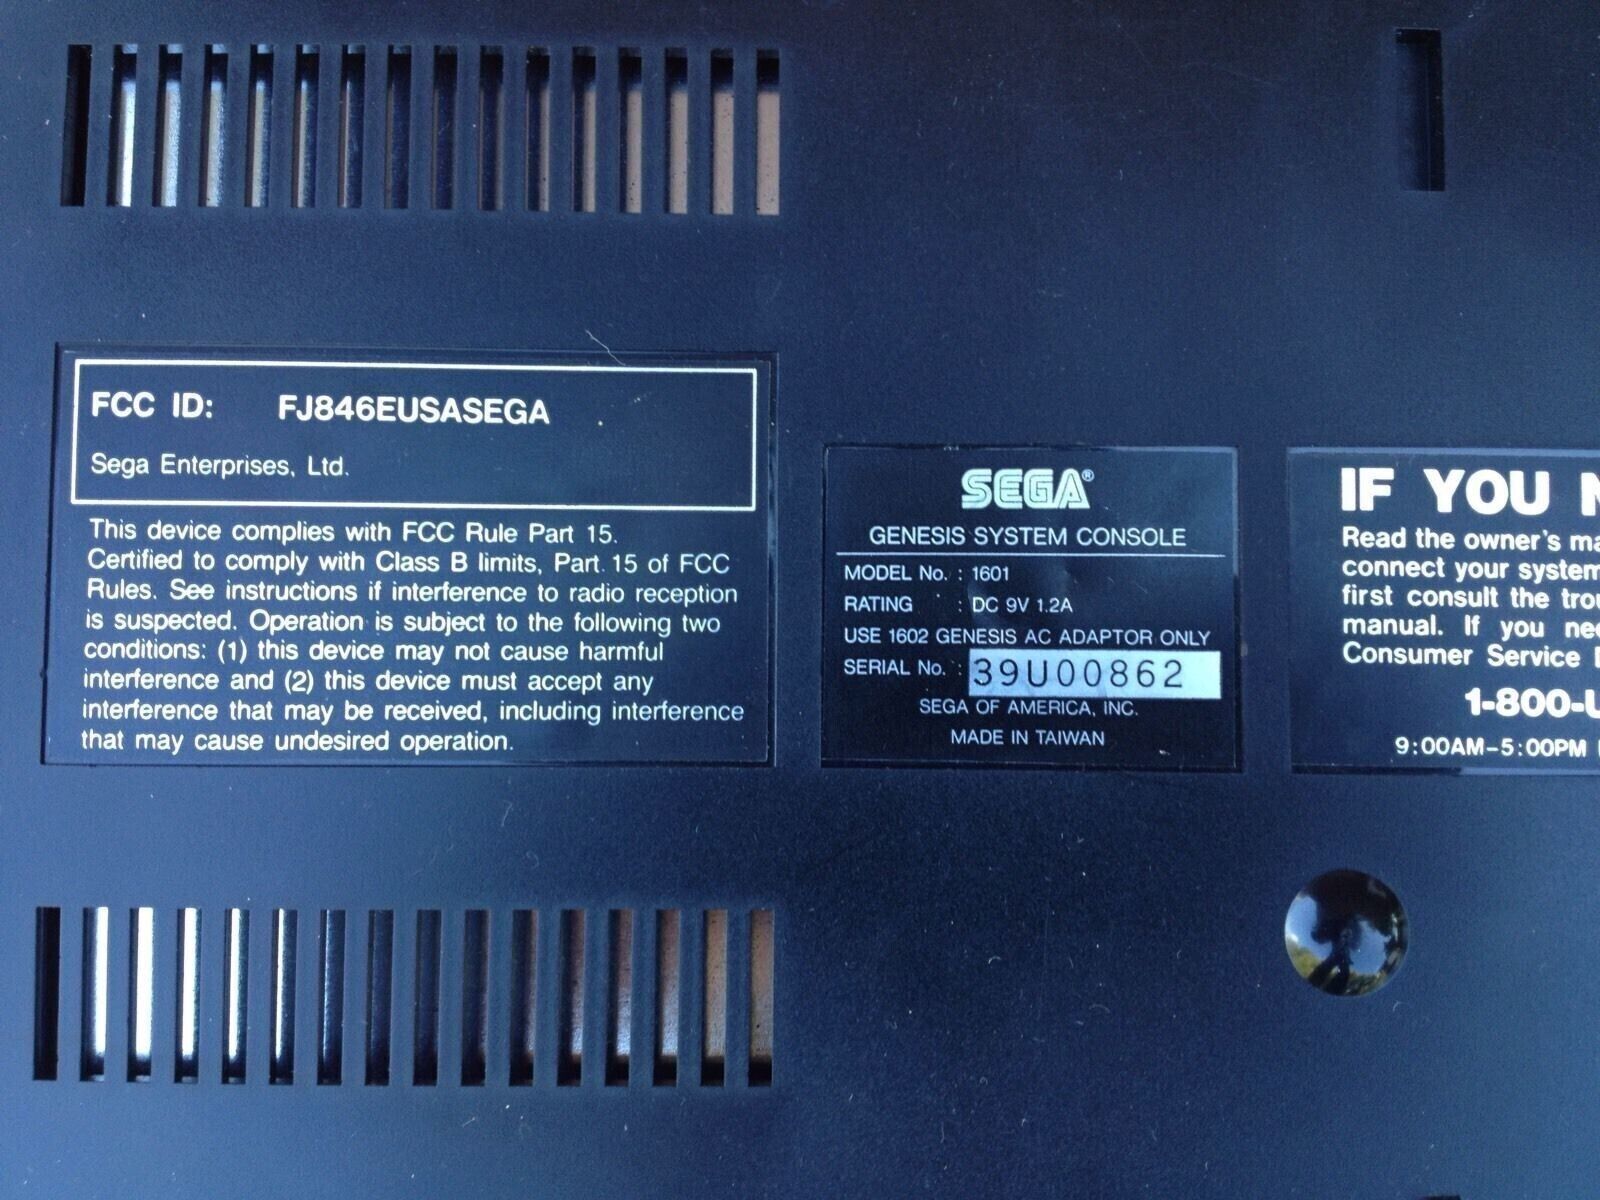 FCC ID: FJ846EUSASEGA
Sega Enterprises, Ltd.
This device complies with FCC Rule Part 15.
Certified to comply with Class B limits, Part 15 of FCC
Rules. See instructions if interference to radio reception
is suspected. Operation is subject to the following two
conditions: (1) this device may not cause harmful
interference and (2) this device must accept any
interference that may be received, including interference
that may cause undesired operation.
SEGA®
GENESIS SYSTEM CONSOLE
MODEL No. : 1601
RATING : DC 9V 1.2A
USE 1602 GENESIS AC ADAPTOR ONLY
SERIAL No. : 39U00862
SEGA OF AMERICA, INC.
MADE IN TAIWAN
IF YOU
Read the owner's
connect your system
first consult the
manual. If you
Consumer Service
1-800-
9:00AM-5:00PM